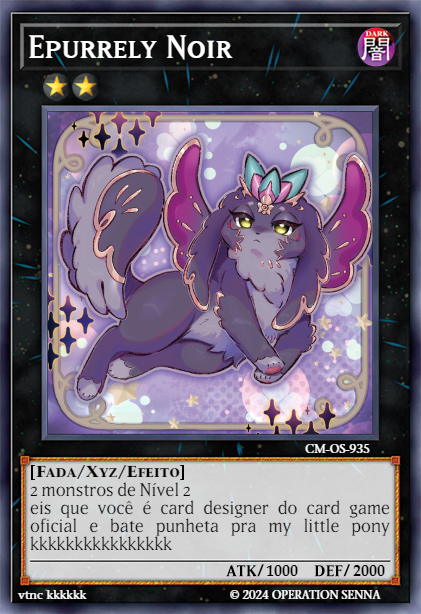 Epurrely Noir
DARK
闇
CM-OS-935
[Fada/Xyz/Efeito]
2 monstros de Nível 2
eis que você é card designer do card game
oficial e bate punheta pra my little pony
kkkkkkkkkkkkkkkk
ATK/1000 DEF/2000
vtnc kkkkkk
© 2024 OPERATION SENNA